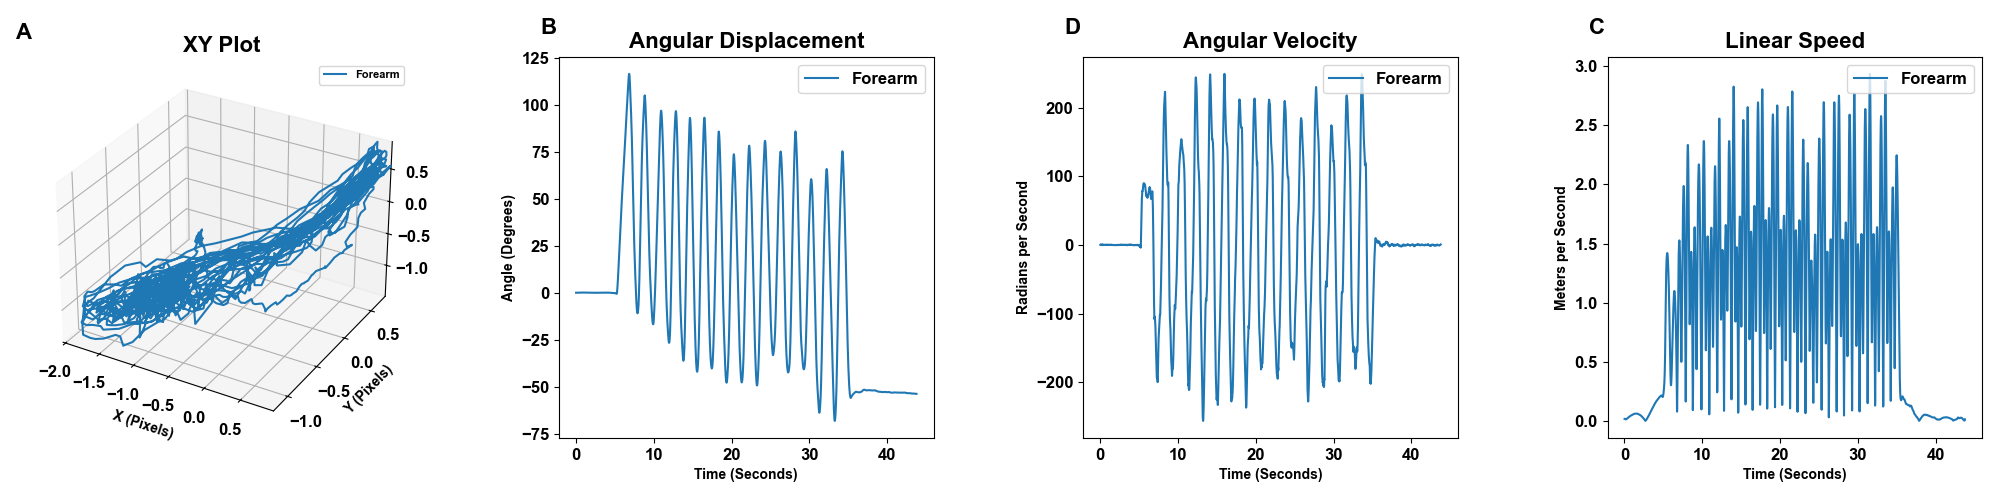 A
XY Plot
Forearm
0.5
0.0
−0.5
−1.0
−2.0
−1.5
−1.0
−0.5
0.0
0.5
X (Pixels)
−1.0
−0.5
0.0
0.5
Y (Pixels)
B
Angular Displacement
Forearm
125
100
75
50
25
0
−25
−50
−75
Angle (Degrees)
0 10 20 30 40
Time (Seconds)
D
Angular Velocity
Forearm
200
100
0
−100
−200
Radians per Second
0 10 20 30 40
Time (Seconds)
C
Linear Speed
Forearm
3.0
2.5
2.0
1.5
1.0
0.5
0.0
Meters per Second
0 10 20 30 40
Time (Seconds)